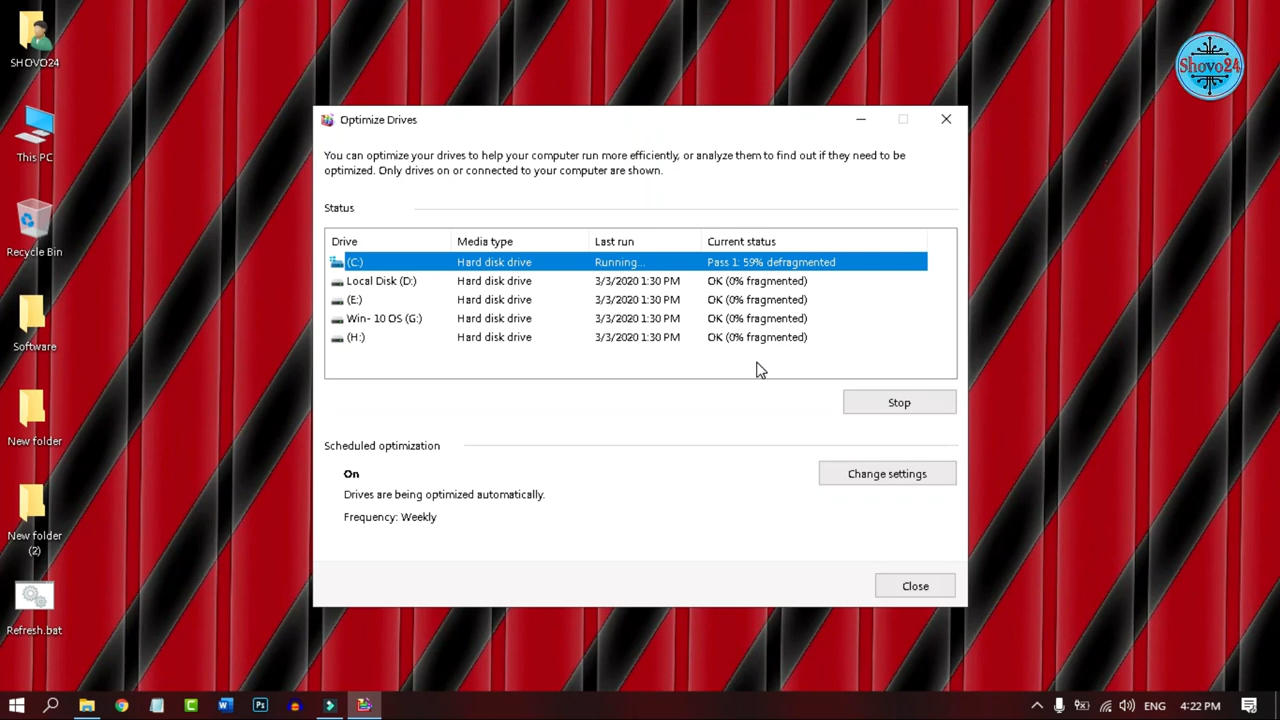 SHOVO24
This PC
Recycle Bin
Software
New folder
New folder
(2)
Refresh.bat
Shovo24
Optimize Drives
You can optimize your drives to help your computer run more efficiently, or analyze them to find out if they need to be
optimized. Only drives on or connected to your computer are shown.
Status
Drive Media type Last run Current status
(C:) Hard disk drive Running... Pass 1: 59% defragmented
Local Disk (D:) Hard disk drive 3/3/2020 1:30 PM OK (0% fragmented)
(E:) Hard disk drive 3/3/2020 1:30 PM OK (0% fragmented)
Win- 10 OS (G:) Hard disk drive 3/3/2020 1:30 PM OK (0% fragmented)
(H:) Hard disk drive 3/3/2020 1:30 PM OK (0% fragmented)
Stop
Scheduled optimization
On
Change settings
Drives are being optimized automatically.
Frequency: Weekly
Close
ENG 4:22 PM